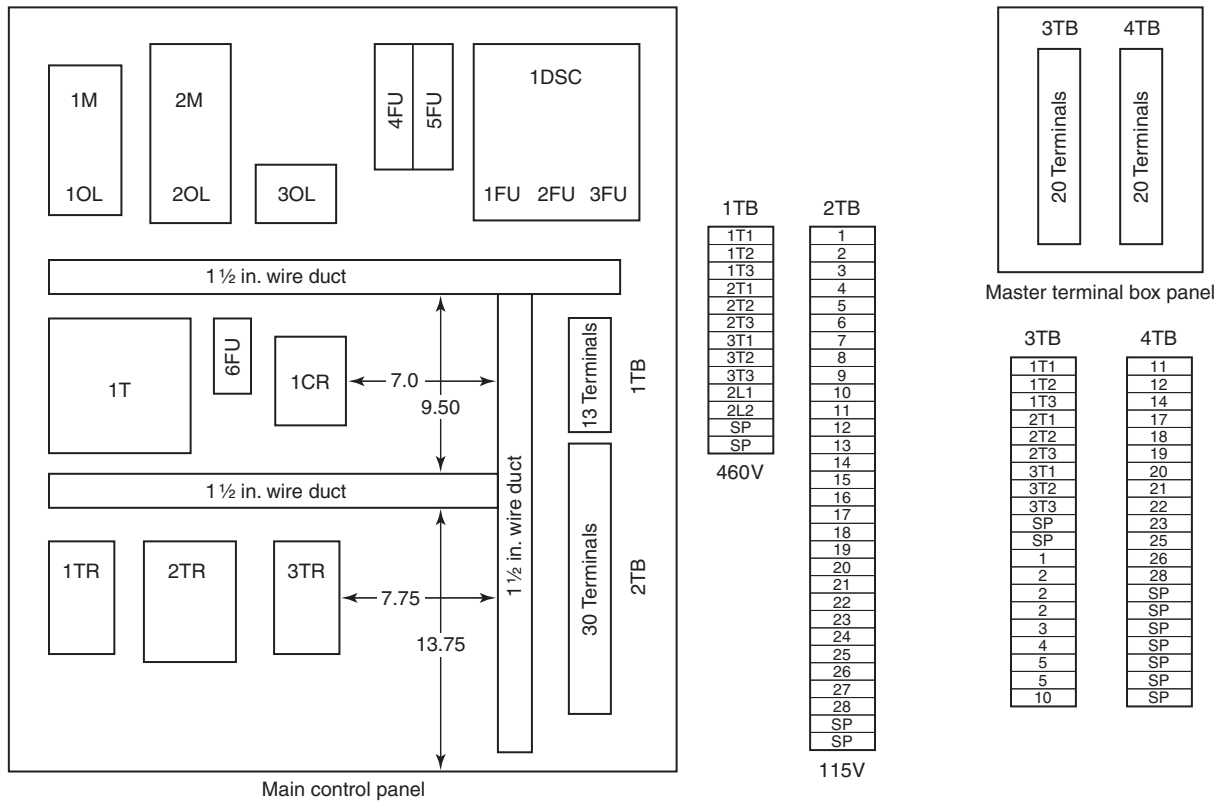 1M
1OL
2M
2OL
3OL
4FU
5FU
1DSC
1FU 2FU 3FU
1 ½ in. wire duct
1T
6FU
1CR
7.0
9.50
13 Terminals
1TB
1 ½ in. wire duct
1 ½ in. wire duct
1TR
2TR
3TR
7.75
13.75
30 Terminals
2TB
Main control panel
1TB
1T1
1T2
1T3
2T1
2T2
2T3
3T1
3T2
3T3
2L1
2L2
SP
SP
460V
2TB
1
2
3
4
5
6
7
8
9
10
11
12
13
14
15
16
17
18
19
20
21
22
23
24
25
26
27
28
SP
SP
115V
3TB 4TB
20 Terminals
20 Terminals
Master terminal box panel
3TB
1T1
1T2
1T3
2T1
2T2
2T3
3T1
3T2
3T3
SP
SP
1
2
2
2
3
4
5
5
10
4TB
11
12
14
17
18
19
20
21
22
23
25
26
28
SP
SP
SP
SP
SP
SP
SP